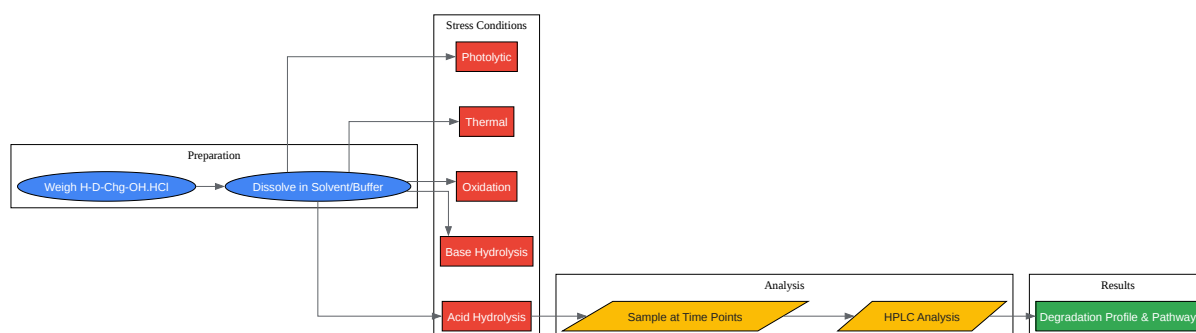 Stress Conditions
Photolytic
Thermal
Preparation
Weigh H-D-Chg-OH.HCl
Dissolve in Solvent/Buffer
Oxidation
Base Hydrolysis
Analysis
Results
Acid Hydrolysis
Sample at Time Points
HPLC Analysis
Degradation Profile & Pathway